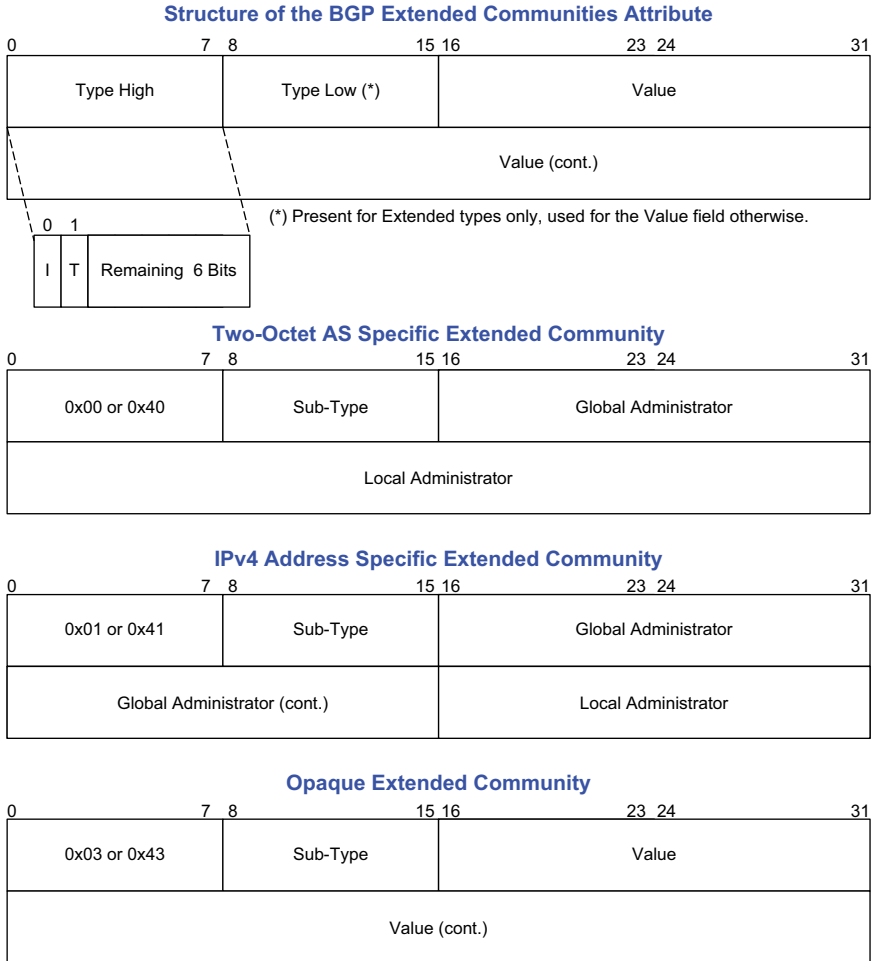 Structure of the BGP Extended Communities Attribute
0 7 8 15 16 23 24 31
Type High Type Low (*) Value
Value (cont.)
(*) Present for Extended types only, used for the Value field otherwise.
0 1
I T Remaining 6 Bits
Two-Octet AS Specific Extended Community
0 7 8 15 16 23 24 31
0x00 or 0x40 Sub-Type Global Administrator
Local Administrator
IPv4 Address Specific Extended Community
0 7 8 15 16 23 24 31
0x01 or 0x41 Sub-Type Global Administrator
Global Administrator (cont.) Local Administrator
Opaque Extended Community
0 7 8 15 16 23 24 31
0x03 or 0x43 Sub-Type Value
Value (cont.)